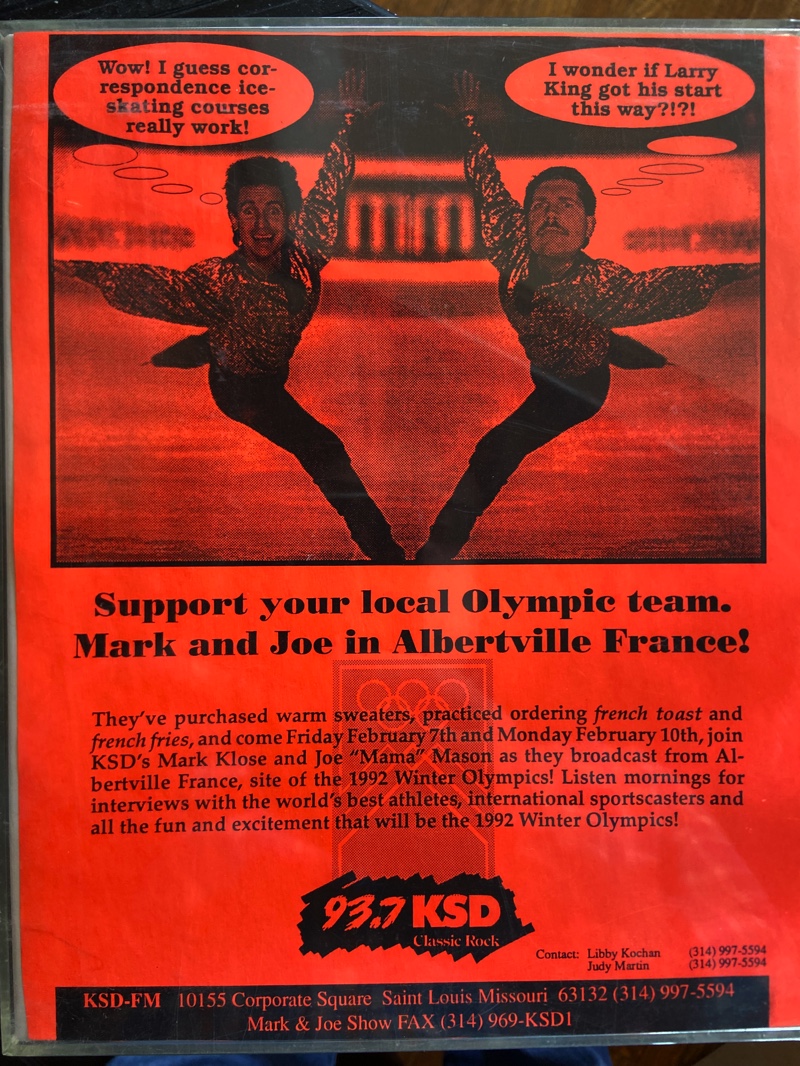 Wow! I guess cor-
respondence ice-
skating courses
really work!
I wonder if Larry
King got his start
this way?!?!
Support your local Olympic team.
Mark and Joe in Albertville France!
They've purchased warm sweaters, practiced ordering french toast and
french fries, and come Friday February 7th and Monday February 10th, join
KSD's Mark Klose and Joe "Mama" Mason as they broadcast from Al-
bertville France, site of the 1992 Winter Olympics! Listen mornings for
interviews with the world's best athletes, international sportscasters and
all the fun and excitement that will be the 1992 Winter Olympics!
93.7 KSD
Classic Rock
Contact: Libby Kochan (314) 997-5594
Judy Martin (314) 997-5594
KSD-FM 10155 Corporate Square Saint Louis Missouri 63132 (314) 997-5594
Mark & Joe Show FAX (314) 969-KSD1